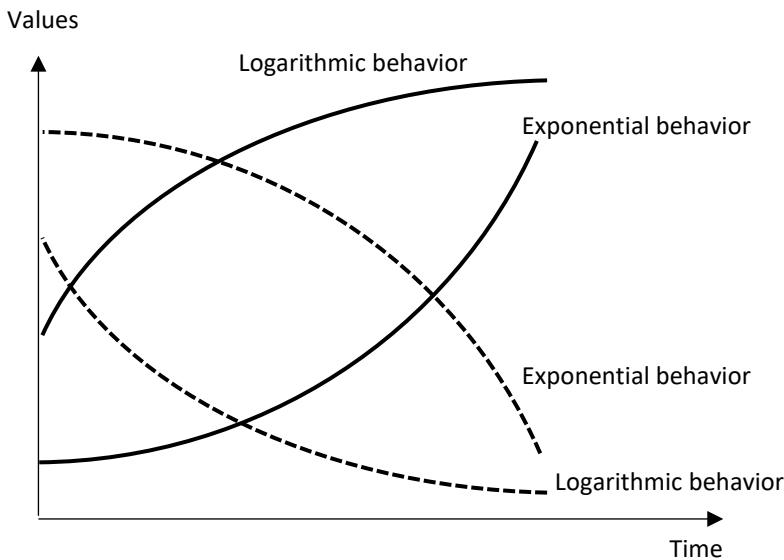 Values
Logarithmic behavior
Exponential behavior
Exponential behavior
Logarithmic behavior
Time